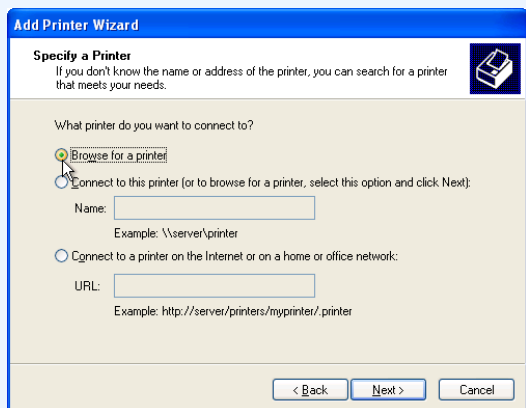 Add Printer Wizard
Specify a Printer
If you don't know the name or address of the printer, you can search for a printer
that meets your needs.
What printer do you want to connect to?
Browse for a printer
Connect to this printer (or to browse for a printer, select this option and click Next):
Name:
Example: \\server\printer
Connect to a printer on the Internet or on a home or office network:
URL:
Example: http://server/printers/myprinter/.printer
< Back Next > Cancel